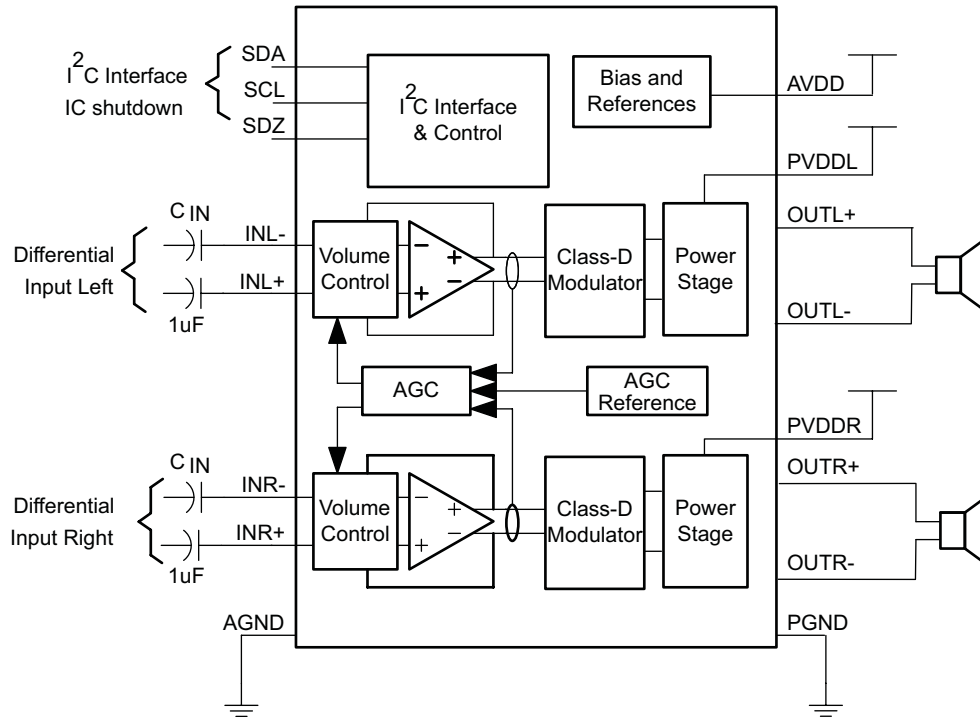 SDA
I2C Interface
IC shutdown
SCL
SDZ
I2C Interface
& Control
Bias and
References
AVDD
PVDDL
CIN
INL-
Differential
Input Left
INL+
1uF
Volume
Control
-
+
+
-
Class-D
Modulator
Power
Stage
OUTL+
OUTL-
AGC
AGC
Reference
PVDDR
CIN
INR-
Differential
Input Right
INR+
1uF
Volume
Control
-
+
+
-
Class-D
Modulator
Power
Stage
OUTR+
OUTR-
AGND
PGND